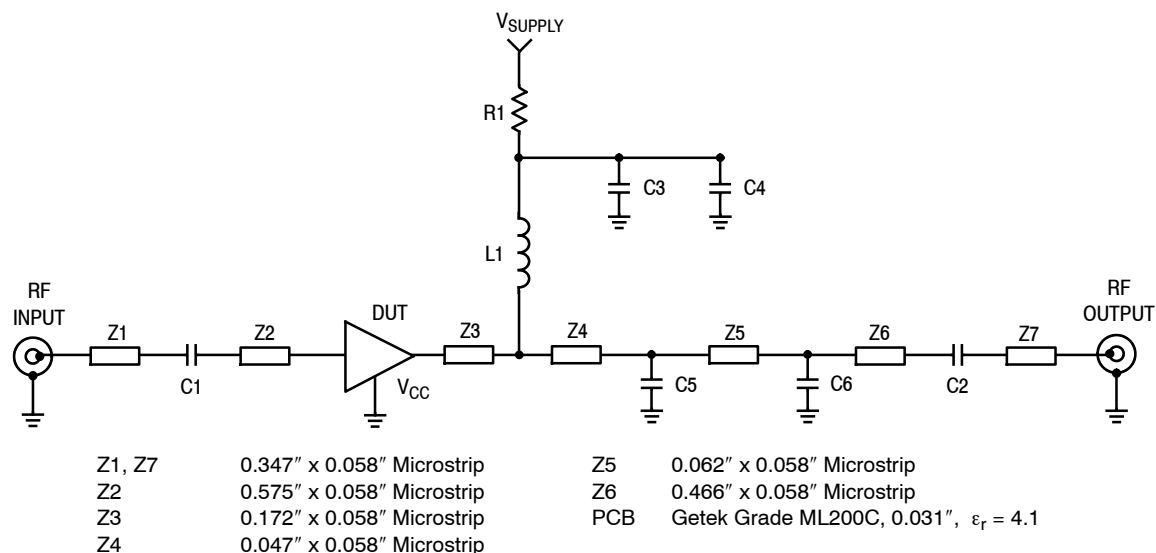 VSUPPLY
R1
C3
C4
L1
RF
INPUT
Z1
C1
Z2
DUT
VCC
Z3
Z4
C5
Z5
C6
Z6
C2
Z7
RF
OUTPUT
Z1, Z7 0.347″ x 0.058″ Microstrip
Z2 0.575″ x 0.058″ Microstrip
Z3 0.172″ x 0.058″ Microstrip
Z4 0.047″ x 0.058″ Microstrip
Z5 0.062″ x 0.058″ Microstrip
Z6 0.466″ x 0.058″ Microstrip
PCB Getek Grade ML200C, 0.031″, εr = 4.1